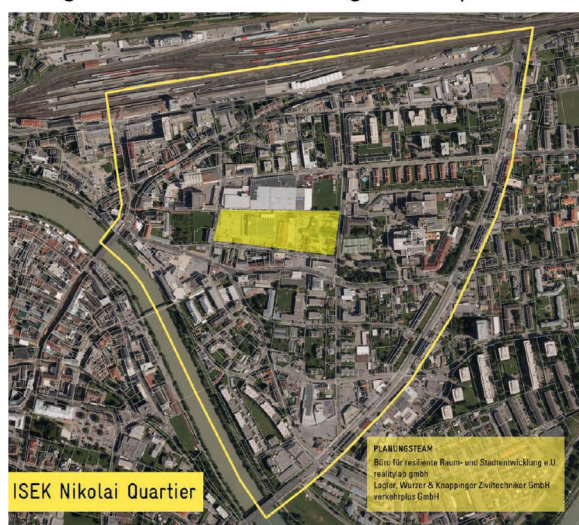 ISEK Nikolai Quartier
PLANUNGSTEAM
Büro für resiliente Raum- und Stadtentwicklung e.U.
realitylab gmbh
Lagler, Wurzer & Knappinger Ziviltechniker GmbH
verkehrplus GmbH